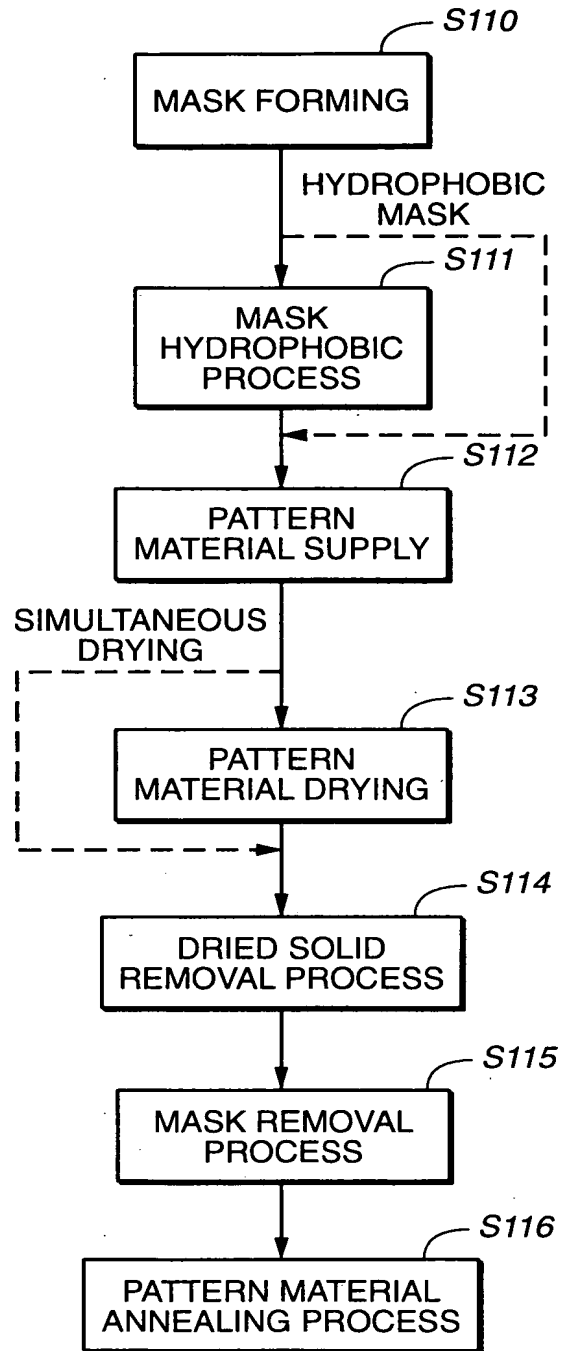 S110
MASK FORMING
HYDROPHOBIC
MASK
S111
MASK
HYDROPHOBIC
PROCESS
S112
PATTERN
MATERIAL SUPPLY
SIMULTANEOUS
DRYING
S113
PATTERN
MATERIAL DRYING
S114
DRIED SOLID
REMOVAL PROCESS
S115
MASK REMOVAL
PROCESS
S116
PATTERN MATERIAL
ANNEALING PROCESS